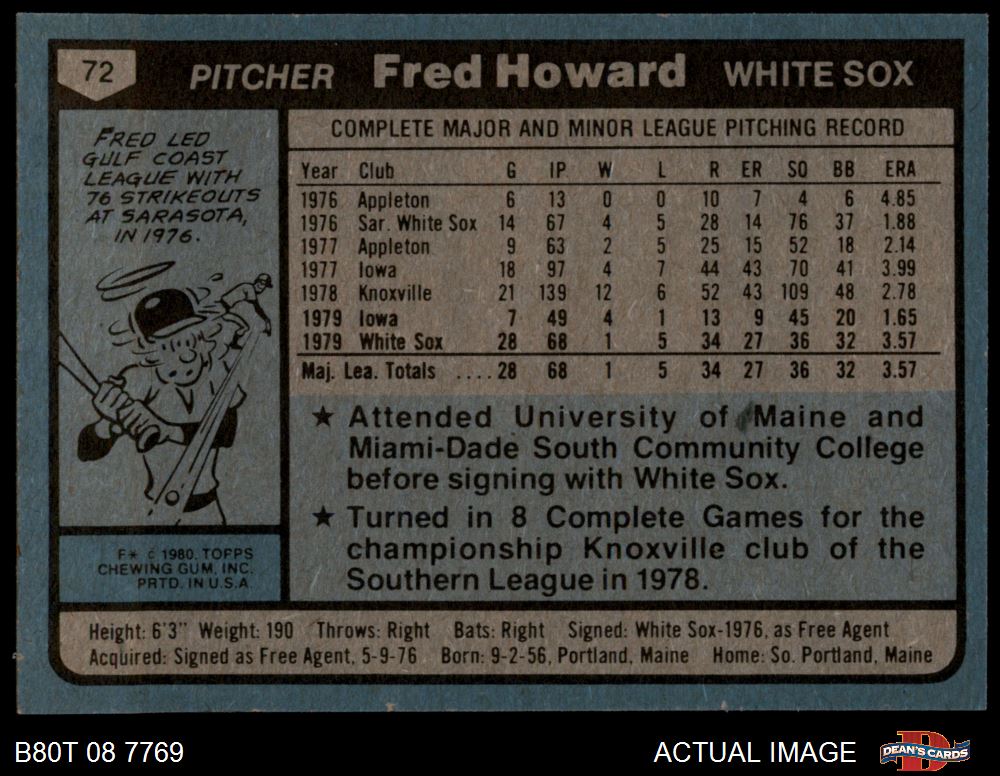 72 PITCHER Fred Howard WHITE SOX
FRED LED
GULF COAST
LEAGUE WITH
76 STRIKEOUTS
AT SARASOTA,
IN 1976.
COMPLETE MAJOR AND MINOR LEAGUE PITCHING RECORD
Year Club G IP W L R ER SO BB ERA
1976 Appleton 6 13 0 0 10 7 4 6 4.85
1976 Sar. White Sox 14 67 4 5 28 14 76 37 1.88
1977 Appleton 9 63 2 5 25 15 52 18 2.14
1977 Iowa 18 97 4 7 44 43 70 41 3.99
1978 Knoxville 21 139 12 6 52 43 109 48 2.78
1979 Iowa 7 49 4 1 13 9 45 20 1.65
1979 White Sox 28 68 1 5 34 27 36 32 3.57
Maj. Lea. Totals ....28 68 1 5 34 27 36 32 3.57
★ Attended University of Maine and
Miami-Dade South Community College
before signing with White Sox.
★ Turned in 8 Complete Games for the
championship Knoxville club of the
Southern League in 1978.
F* © 1980. TOPPS
CHEWING GUM, INC.
PRTD. IN U.S.A.
Height: 6'3" Weight: 190 Throws: Right Bats: Right Signed: White Sox-1976, as Free Agent
Acquired: Signed as Free Agent, 5-9-76 Born: 9-2-56, Portland, Maine Home: So. Portland, Maine
B80T 08 7769 ACTUAL IMAGE DEAN'S CARDS